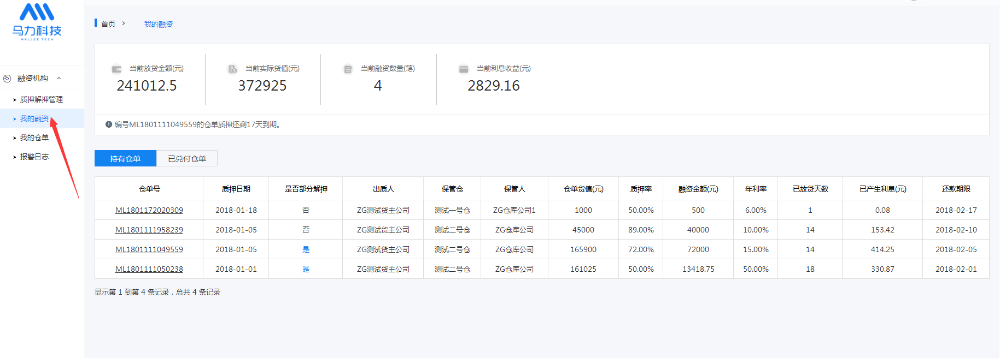 马力科技
MALLEE TECH
融资机构
质押解押管理
我的融资
我的仓单
报警日志
首页 > 我的融资
当前放贷金额(元)
241012.5
当前实际货值(元)
372925
当前融资数量(笔)
4
当前利息收益(元)
2829.16
编号ML1801111049559的仓单质押还剩17天到期。
持有仓单 已兑付仓单
仓单号 质押日期 是否部分解押 出质人 保管仓 保管人 仓单货值(元) 质押率 融资金额(元) 年利率 已放贷天数 已产生利息(元) 还款期限
ML1801172020309 2018-01-18 否 ZG测试货主公司 测试一号仓 ZG仓库公司1 1000 50.00% 500 6.00% 1 0.08 2018-02-17
ML1801111958239 2018-01-05 否 ZG测试货主公司 测试二号仓 ZG仓库公司 45000 89.00% 40000 10.00% 14 153.42 2018-02-10
ML1801111049559 2018-01-05 是 ZG测试货主公司 测试二号仓 ZG仓库公司 165900 72.00% 72000 15.00% 14 414.25 2018-02-05
ML1801111050238 2018-01-01 是 ZG测试货主公司 测试二号仓 ZG仓库公司 161025 50.00% 13418.75 50.00% 18 330.87 2018-02-01
显示第 1 到第 4 条记录，总共 4 条记录